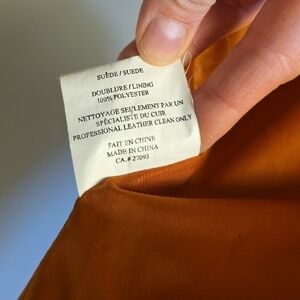 SUÈDE / SUEDE
DOUBLURE / LINING
100% POLYESTER
NETTOYAGE SEULEMENT PAR UN
SPÉCIALISTE DU CUIR
PROFESSIONAL LEATHER CLEAN ONLY
FAIT EN CHINE
MADE IN CHINA
CA.# 27093